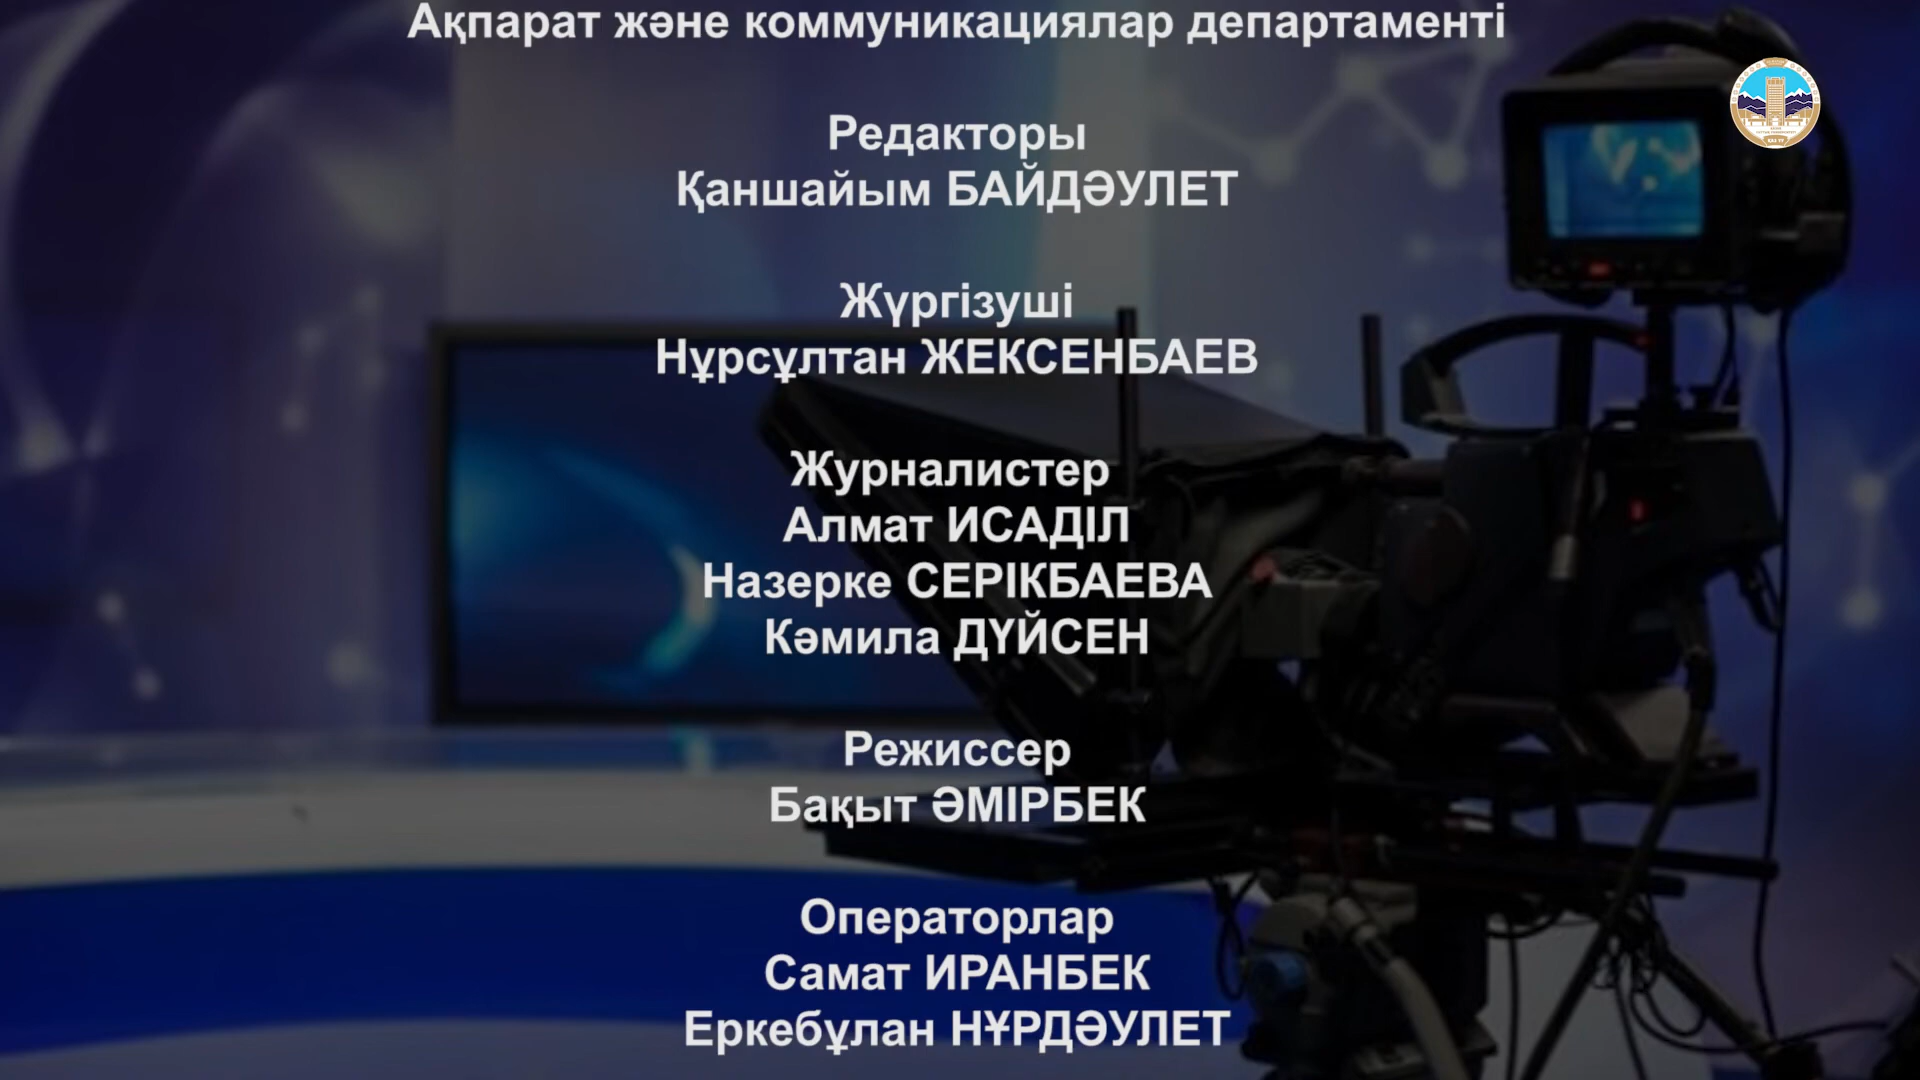 Ақпарат және коммуникациялар департаменті
Редакторы
Қаншайым БАЙДӘУЛЕТ
Жүргізуші
Нұрсұлтан ЖЕКСЕНБАЕВ
Журналистер
Алмат ИСАДІЛ
Назерке СЕРІКБАЕВА
Кәмила ДҮЙСЕН
Режиссер
Бақыт ӘМІРБЕК
Операторлар
Самат ИРАНБЕК
Еркебұлан НҰРДӘУЛЕТ